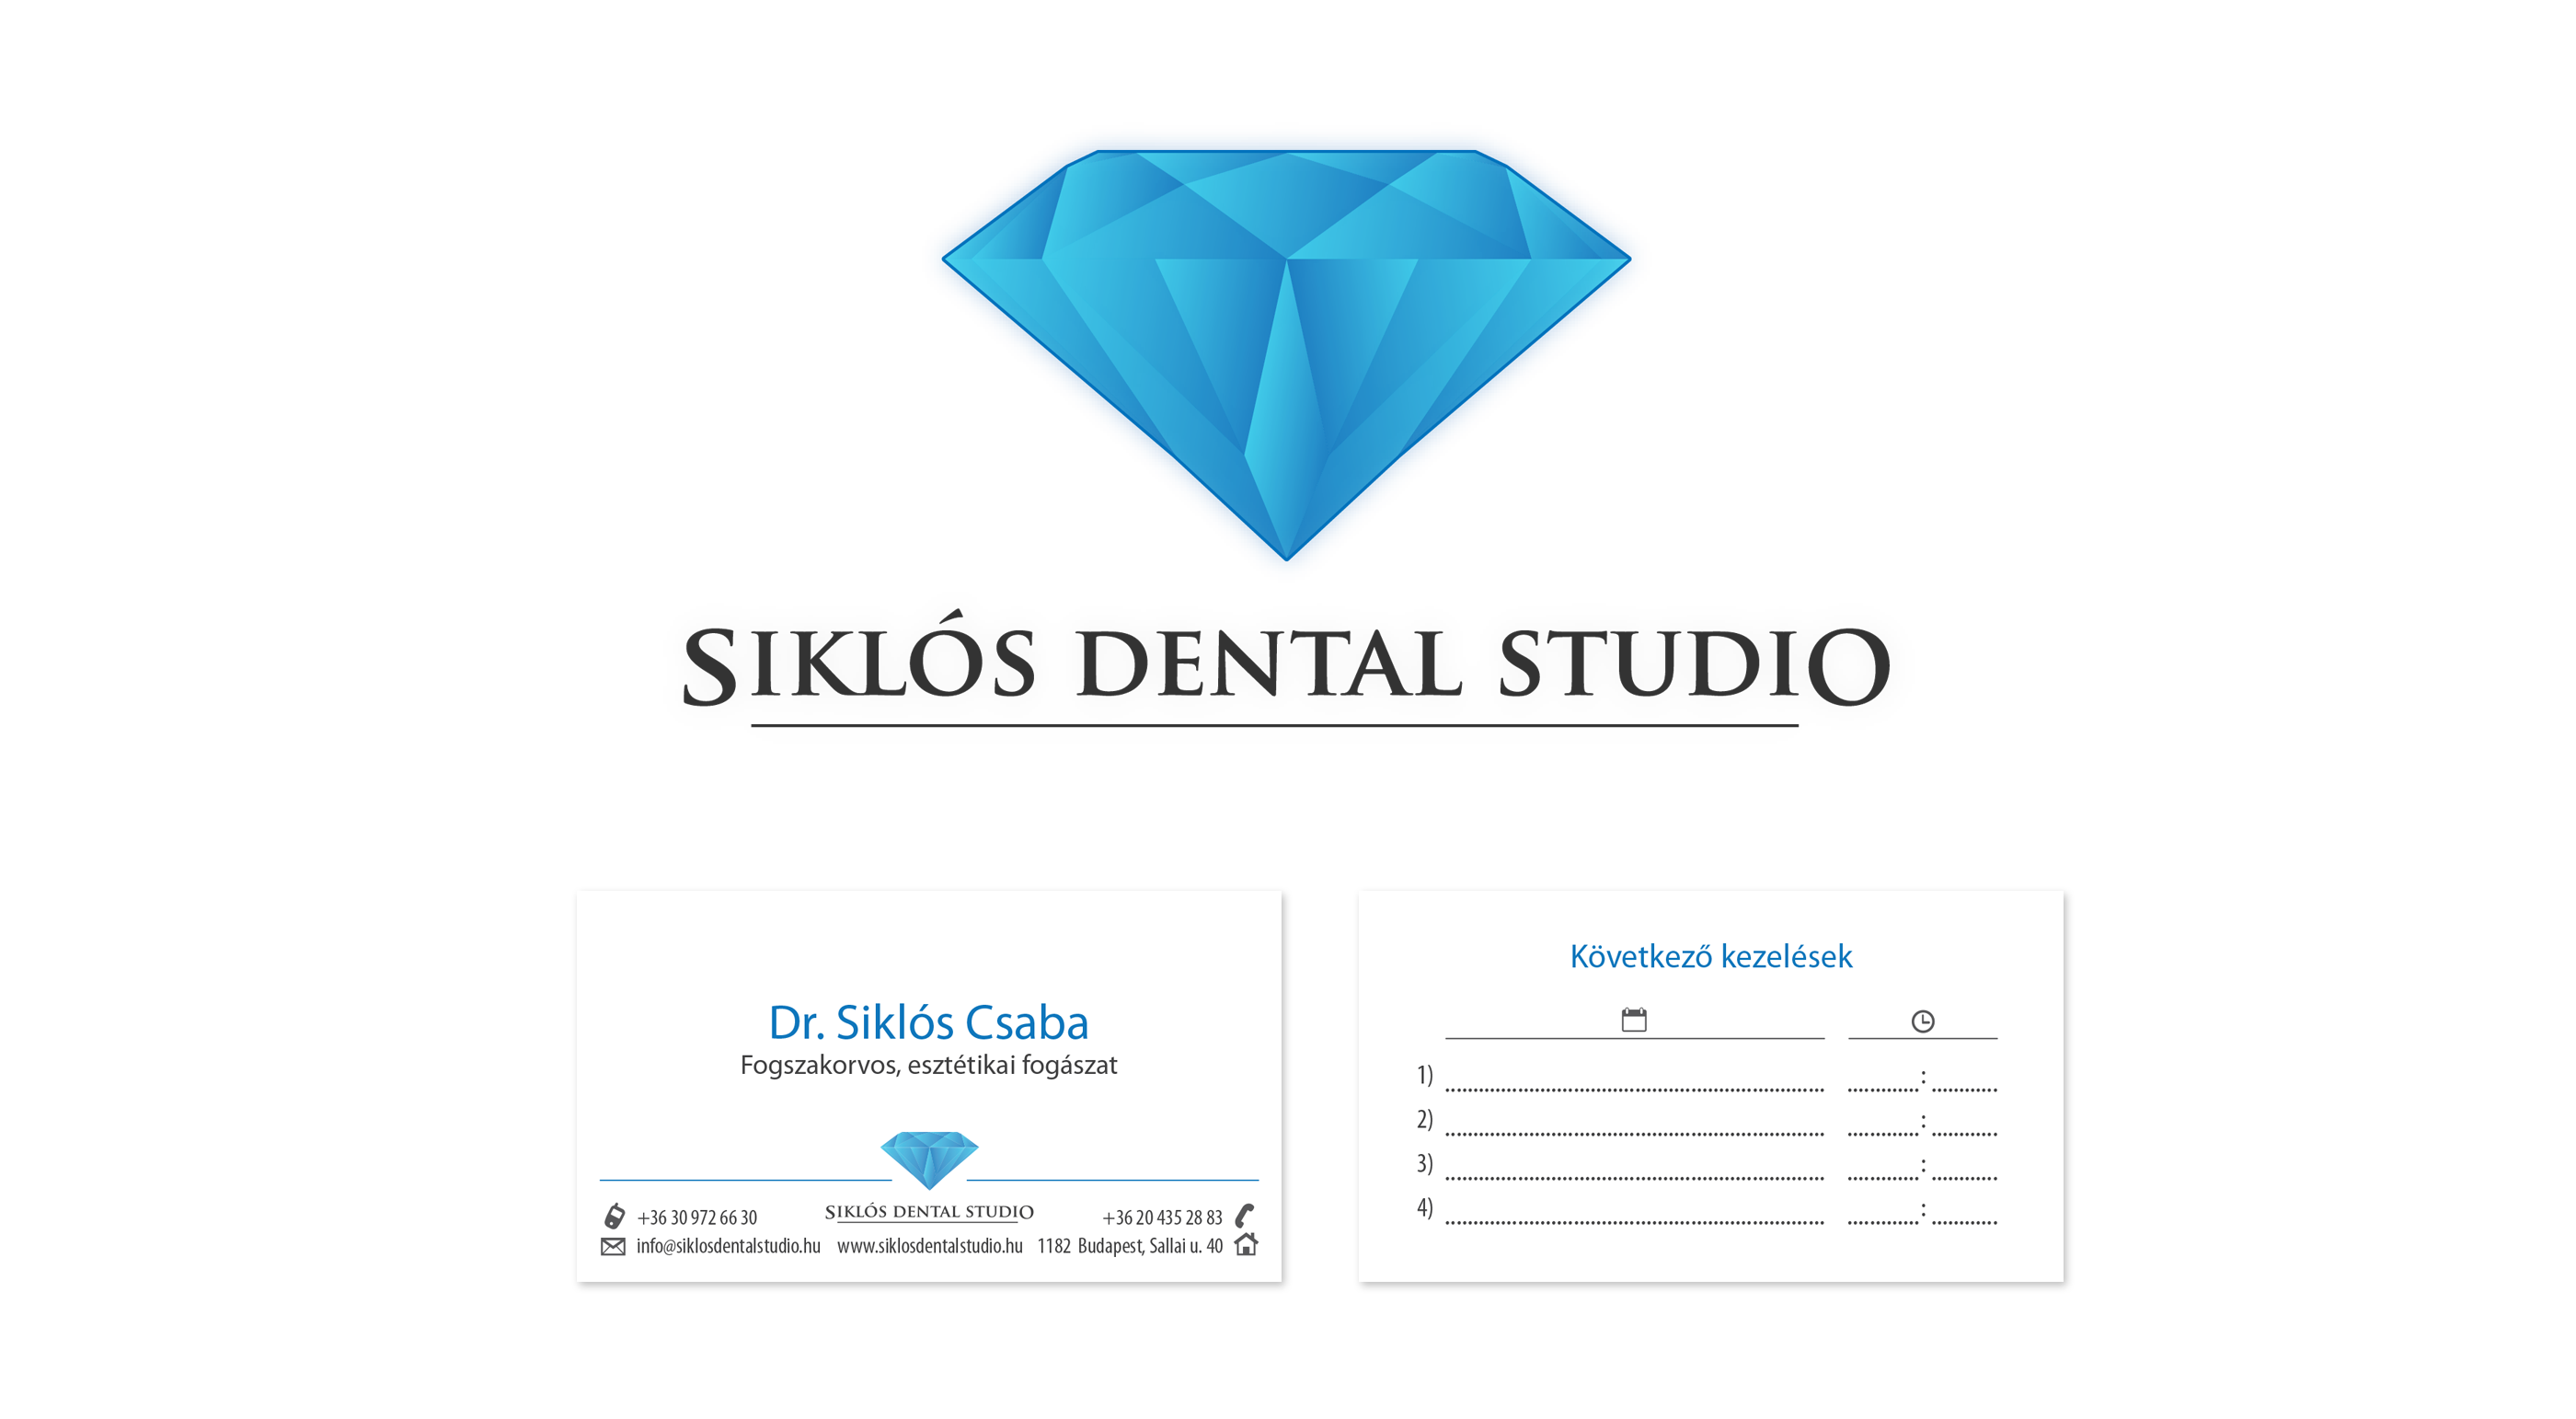 SIKLÓS DENTAL STUDIO
Dr. Siklós Csaba
Fogszakorvos, esztétikai fogászat
SIKLÓS DENTAL STUDIO
+36 30 972 66 30
+36 20 435 28 83
info@siklosdentalstudio.hu www.siklosdentalstudio.hu 1182 Budapest, Sallai u. 40
Következő kezelések
1) :
2) :
3) :
4) :